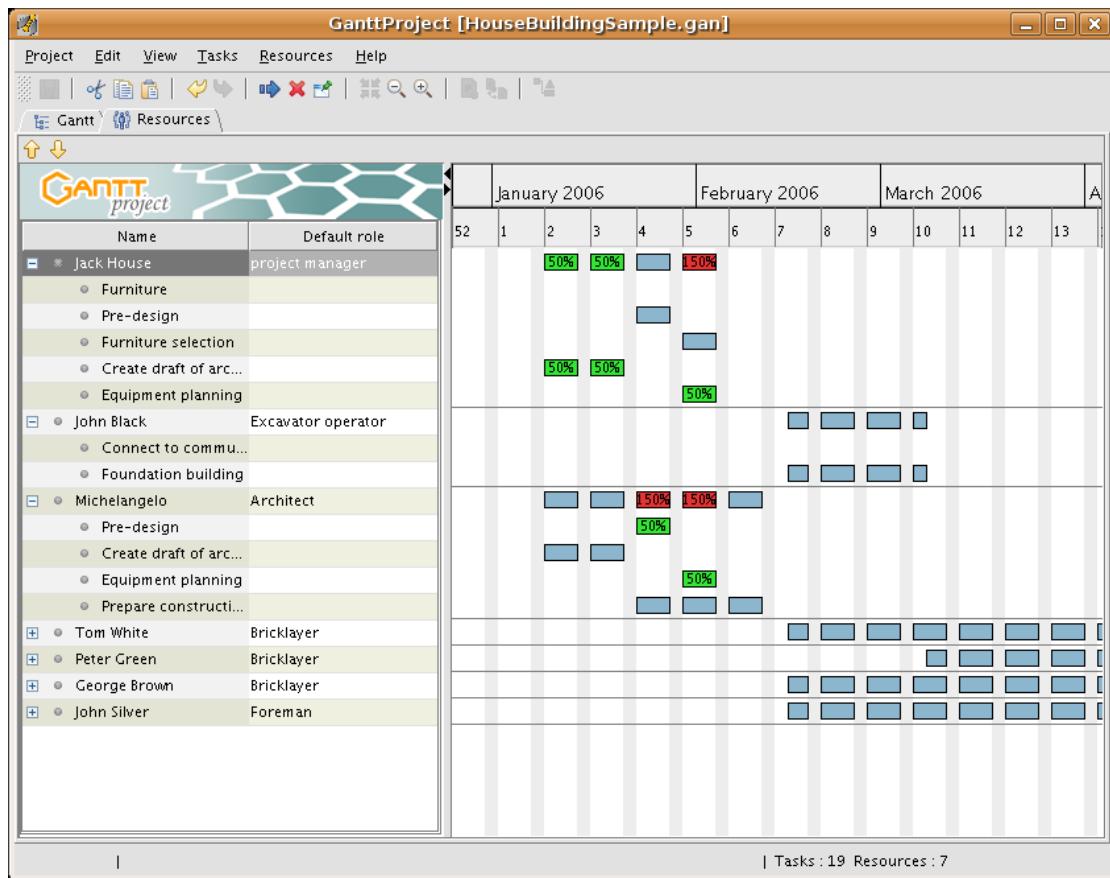 GanttProject [HouseBuildingSample.gan]
Project Edit View Tasks Resources Help
Gantt Resources
GANTT project
January 2006 February 2006 March 2006 A
Name Default role 52 1 2 3 4 5 6 7 8 9 10 11 12 13
Jack House project manager 50% 50% 150%
Furniture
Pre-design
Furniture selection
Create draft of arc... 50% 50%
Equipment planning 50%
John Black Excavator operator
Connect to commu...
Foundation building
Michelangelo Architect 150% 150%
Pre-design 50%
Create draft of arc...
Equipment planning 50%
Prepare constructi...
Tom White Bricklayer
Peter Green Bricklayer
George Brown Bricklayer
John Silver Foreman
| | Tasks : 19 Resources : 7